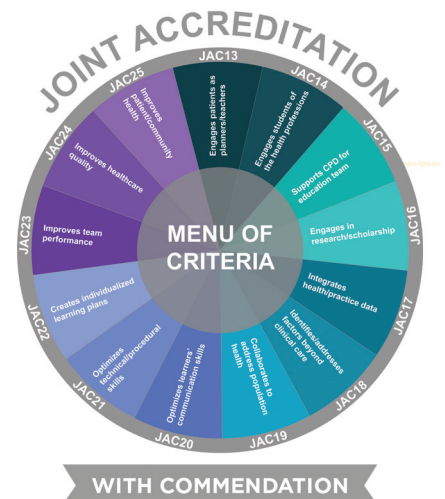 JOINT ACCREDITATION
JAC13
Engages patients as
planners/teachers
JAC14
Engages students of
the health professions
JAC15
Supports CPD for
education team
JAC16
Engages in
research/scholarship
JAC17
Integrates
health/practice data
JAC18
Identifies/addresses
factors beyond
clinical care
JAC19
Collaborates to
address population
health
JAC20
Optimizes learners'
communication skills
JAC21
Optimizes
technical/procedural
skills
JAC22
Creates individualized
learning plans
JAC23
Improves team
performance
JAC24
Improves healthcare
quality
JAC25
Improves
patient/community
health
MENU OF
CRITERIA
WITH COMMENDATION